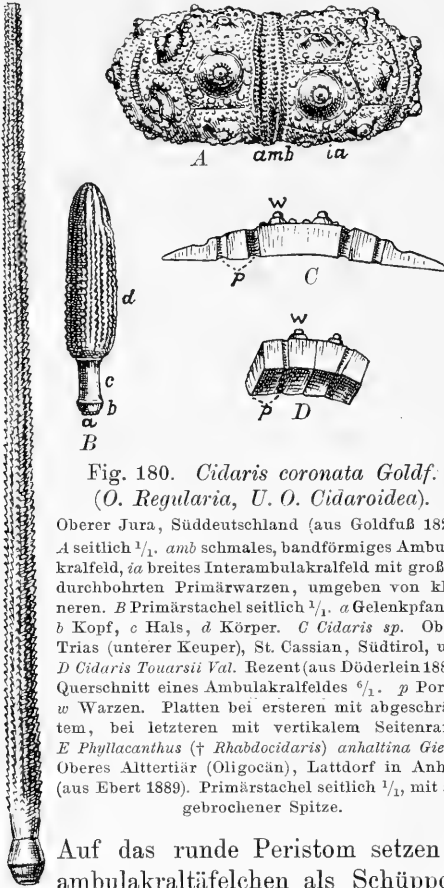 A amb ia
w
d
p C
w
c
b
a
p D
B
Fig. 180. Cidaris coronata Goldf.
(O. Regularia, U. O. Cidaroidea).
Oberer Jura, Süddeutschland (aus Goldfuß
A seitlich 1/1. amb schmales, bandförmiges Ambu
kralfeld, ia breites Interambulakralfeld mit groß
durchbohrten Primärwarzen, umgeben von kl
neren. B Primärstachel seitlich 1/1. a Gelenkpfan
b Kopf, c Hals, d Körper. C Cidaris sp. Ob
Trias (unterer Keuper), St. Cassian, Südtirol, u
D Cidaris Touarsii Val. Rezent (aus Döderlein
Querschnitt eines Ambulakralfeldes 6/1. p Por
w Warzen. Platten bei ersteren mit abgeschrä
tem, bei letzteren mit vertikalem Seitenra
E Phyllacanthus († Rhabdocidaris) anhaltina Gie
Oberes Alttertiär (Oligocän), Lattdorf in Anh
(aus Ebert 1889). Primärstachel seitlich 1/1, mit
gebrochener Spitze.
Auf das runde Peristom setzen
ambulakraltäfelchen als Schüppe